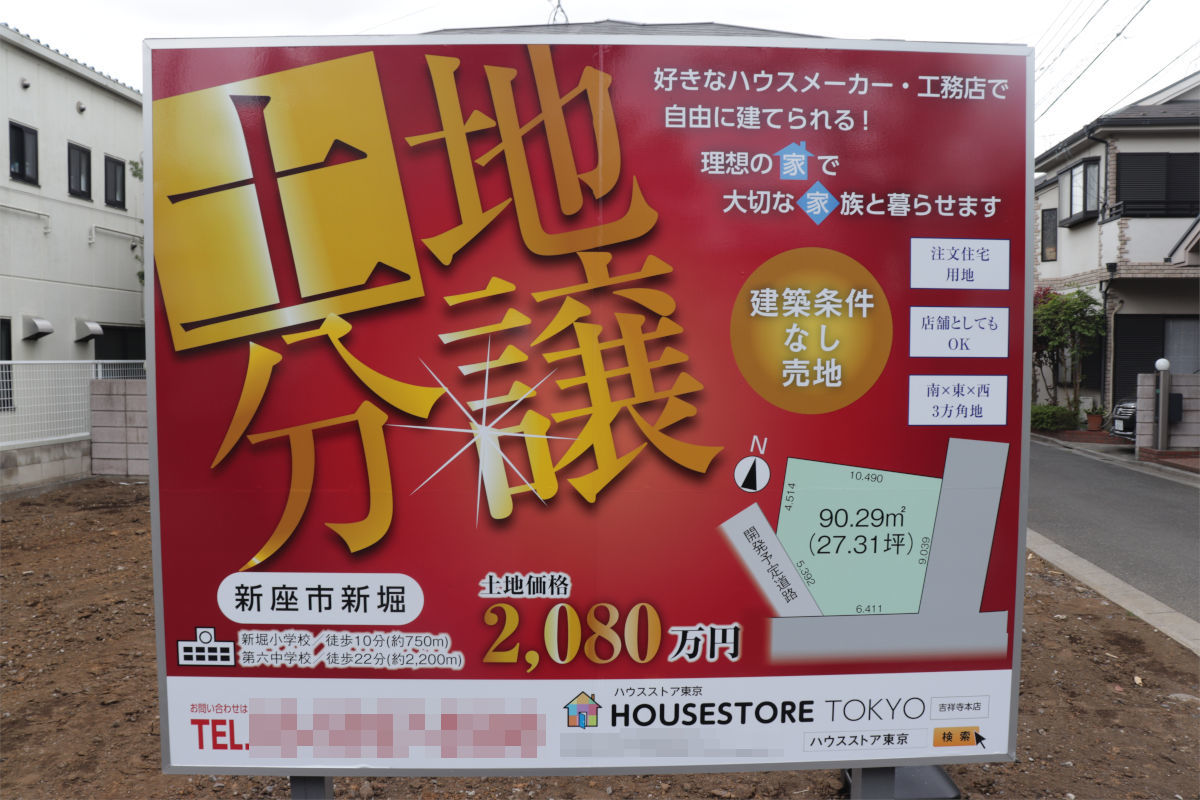 土地
分譲
好きなハウスメーカー・工務店で
自由に建てられる！
理想の家で
大切な家族と暮らせます
建築条件
なし
売地
注文住宅
用地
店舗としても
OK
南×東×西
3方角地
N
10.490
4.514
90.29㎡
(27.31坪)
9.039
5.392
6.411
開発予定道路
新座市新堀
新堀小学校／徒歩10分(約750m)
第六中学校／徒歩22分(約2,200m)
土地価格
2,080万円
お問い合わせは
TEL.
ハウスストア東京
HOUSESTORE TOKYO
吉祥寺本店
ハウスストア東京
検索